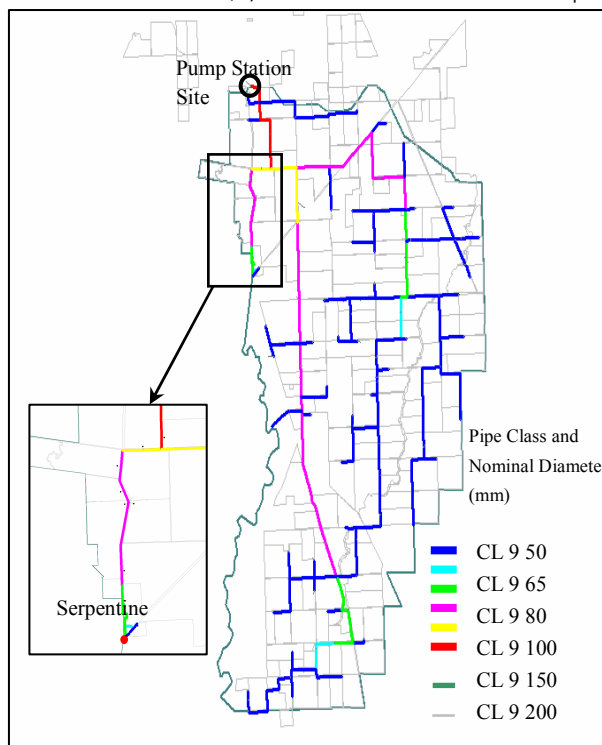 Pump Station
Site
Pipe Class and
Nominal Diamete
(mm)
CL 9 50
CL 9 65
CL 9 80
CL 9 100
CL 9 150
CL 9 200
Serpentine